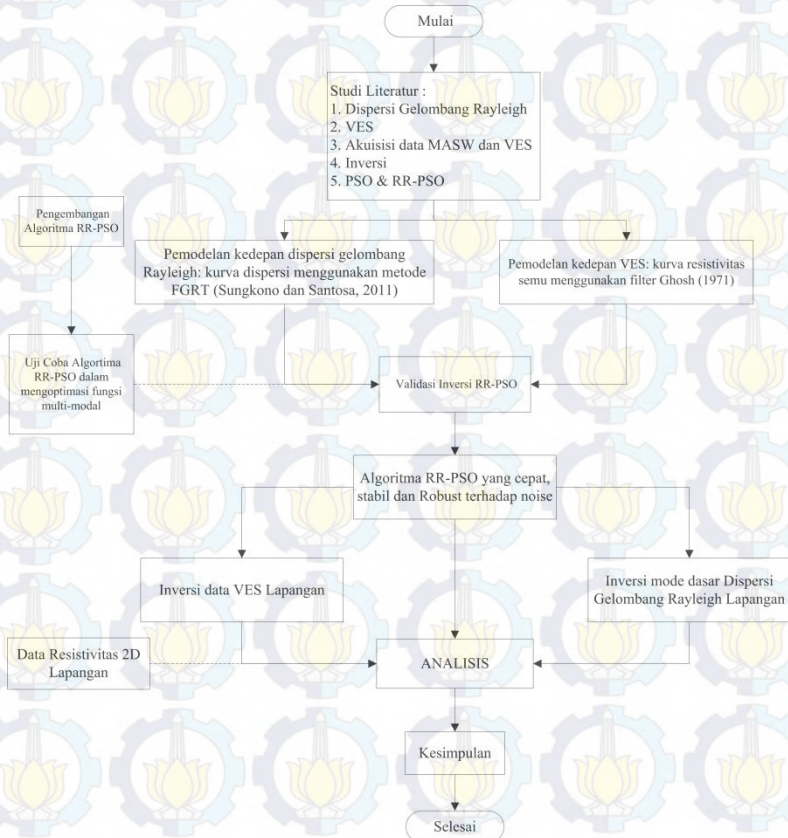 Mulai
Studi Literatur :
1. Dispersi Gelombang Rayleigh
2. VES
3. Akuisisi data MASW dan VES
4. Inversi
5. PSO & RR-PSO
Pengembangan
Algoritma RR-PSO
Pemodelan kedepan dispersi gelombang
Rayleigh: kurva dispersi menggunakan metode
FGRT (Sungkono dan Santosa, 2011)
Pemodelan kedepan VES: kurva resistivitas
semu menggunakan filter Ghosh (1971)
Uji Coba Algortima
RR-PSO dalam
mengoptimasi fungsi
multi-modal
Validasi Inversi RR-PSO
Algoritma RR-PSO yang cepat,
stabil dan Robust terhadap noise
Inversi data VES Lapangan
Inversi mode dasar Dispersi
Gelombang Rayleigh Lapangan
Data Resistivitas 2D
Lapangan
ANALISIS
Kesimpulan
Selesai